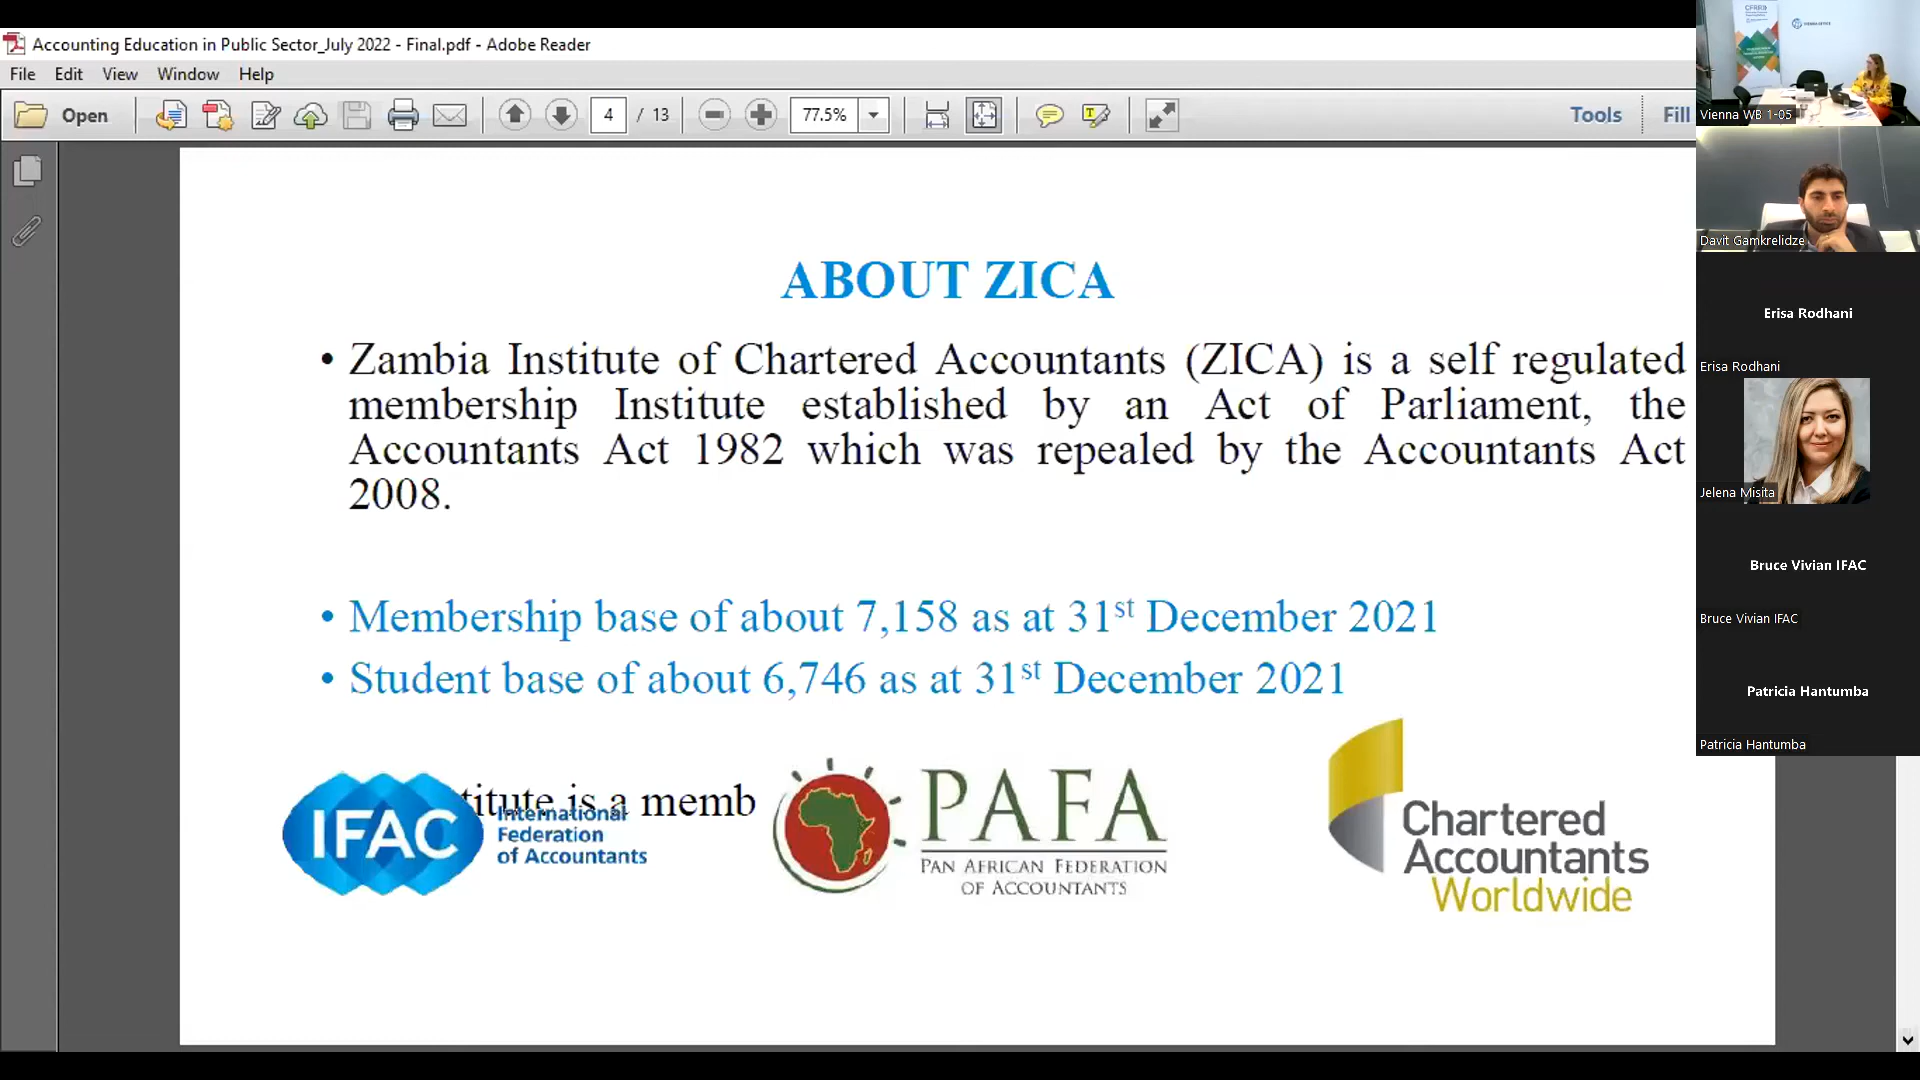 Accounting Education in Public Sector_July 2022 - Final.pdf - Adobe Reader
File Edit View Window Help
Open
4 / 13
77.5%
Tools
Fill
ABOUT ZICA
• Zambia Institute of Chartered Accountants (ZICA) is a self regulated
membership Institute established by an Act of Parliament, the
Accountants Act 1982 which was repealed by the Accountants Act
2008.
• Membership base of about 7,158 as at 31st December 2021
• Student base of about 6,746 as at 31st December 2021
titute is a memb
IFAC
International
Federation
of Accountants
PAFA
PAN AFRICAN FEDERATION
OF ACCOUNTANTS
Chartered
Accountants
Worldwide
Vienna WB 1-05
Davit Gamkrelidze
Erisa Rodhani
Erisa Rodhani
Jelena Misita
Bruce Vivian IFAC
Bruce Vivian IFAC
Patricia Hantumba
Patricia Hantumba